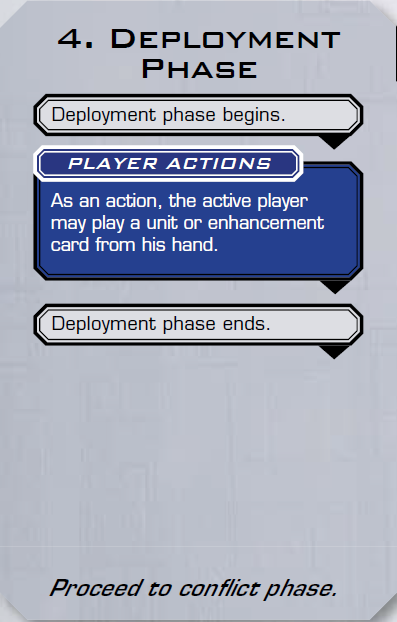 4. DEPLOYMENT
PHASE
Deployment phase begins.
PLAYER ACTIONS
As an action, the active player
may play a unit or enhancement
card from his hand.
Deployment phase ends.
Proceed to conflict phase.